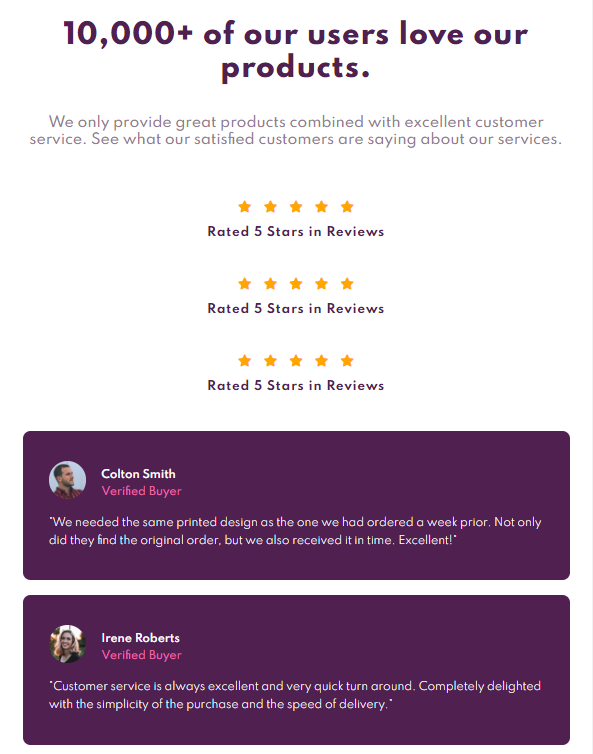 10,000+ of our users love our
products.
We only provide great products combined with excellent customer
service. See what our satisfied customers are saying about our services.
Rated 5 Stars in Reviews
Rated 5 Stars in Reviews
Rated 5 Stars in Reviews
Colton Smith
Verified Buyer
"We needed the same printed design as the one we had ordered a week prior. Not only
did they find the original order, but we also received it in time. Excellent!"
Irene Roberts
Verified Buyer
"Customer service is always excellent and very quick turn around. Completely delighted
with the simplicity of the purchase and the speed of delivery."